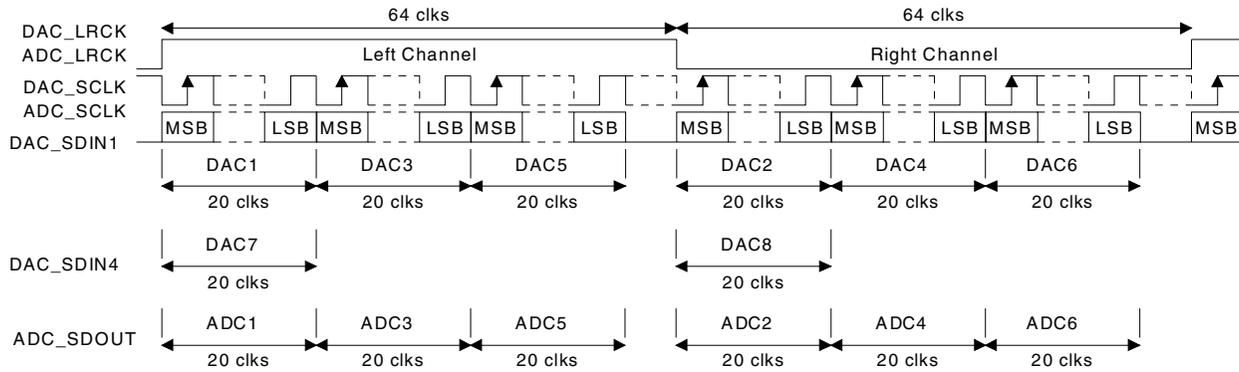 64 clks 64 clks
DAC_LRCK
ADC_LRCK Left Channel Right Channel
DAC_SCLK
ADC_SCLK
MSB LSB MSB LSB MSB LSB MSB LSB MSB LSB MSB LSB MSB
DAC_SDIN1
DAC1 DAC3 DAC5 DAC2 DAC4 DAC6
20 clks 20 clks 20 clks 20 clks 20 clks 20 clks
DAC7 DAC8
DAC_SDIN4
20 clks 20 clks
ADC1 ADC3 ADC5 ADC2 ADC4 ADC6
ADC_SDOUT
20 clks 20 clks 20 clks 20 clks 20 clks 20 clks